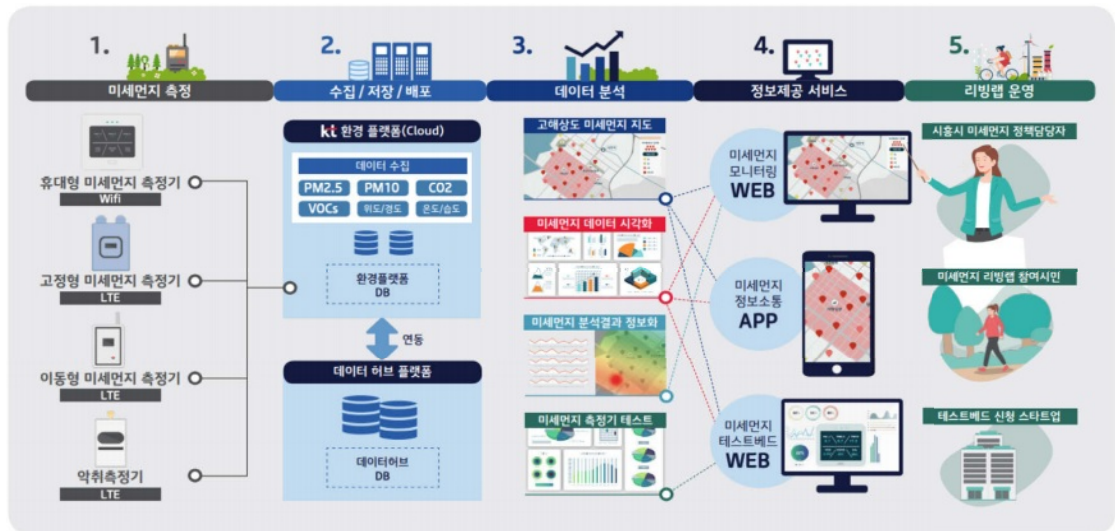 1.
미세먼지 측정
휴대형 미세먼지 측정기
Wifi
고정형 미세먼지 측정기
LTE
이동형 미세먼지 측정기
LTE
악취측정기
LTE
2.
수집 / 저장 / 배포
kt 환경 플랫폼(Cloud)
데이터 수집
PM2.5 PM10 CO2
VOCs 위도/경도 온도/습도
환경플랫폼
DB
연동
데이터 허브 플랫폼
데이터허브
DB
3.
데이터 분석
고해상도 미세먼지 지도
미세먼지 데이터 시각화
미세먼지 분석결과 정보화
미세먼지 측정기 테스트
4.
정보제공 서비스
미세먼지
모니터링
WEB
미세먼지
정보소통
APP
미세먼지
테스트베드
WEB
5.
리빙랩 운영
시흥시 미세먼지 정책담당자
미세먼지 리빙랩 참여시민
테스트베드 신청 스타트업